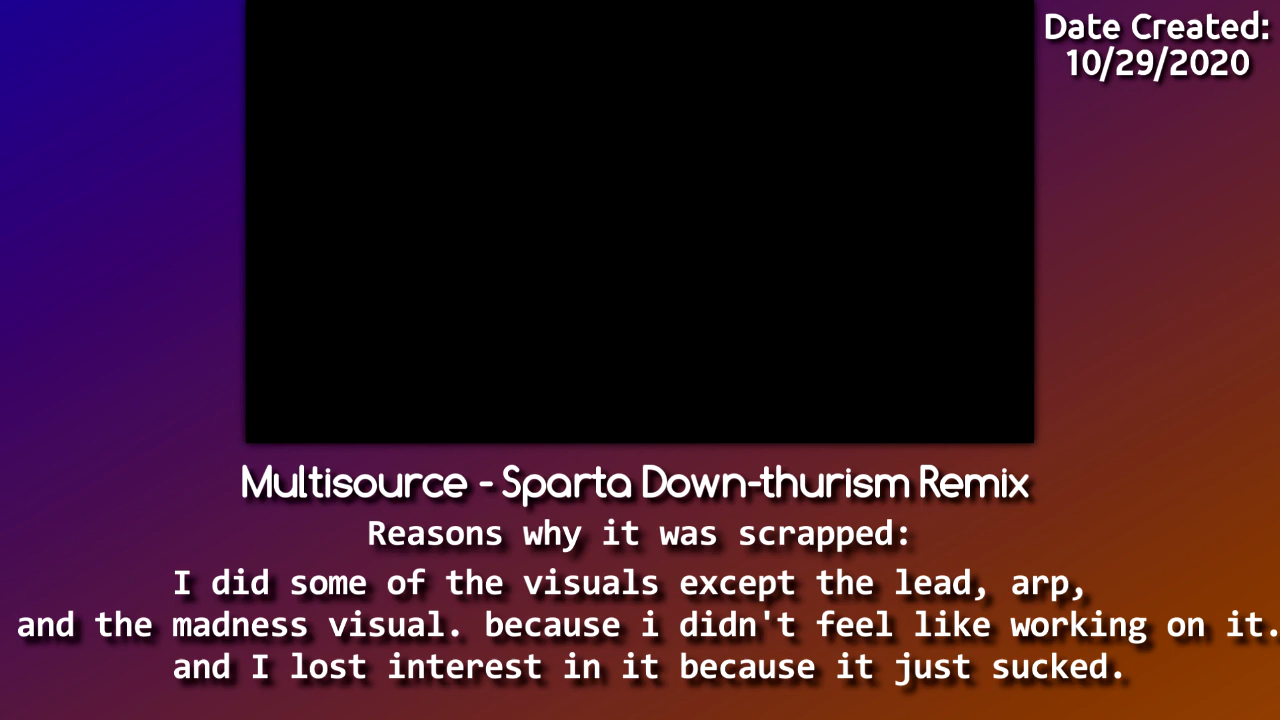 Date Created:
10/29/2020
Multisource - Sparta Down-thurism Remix
Reasons why it was scrapped:
I did some of the visuals except the lead, arp,
and the madness visual. because i didn't feel like working on it.
and I lost interest in it because it just sucked.